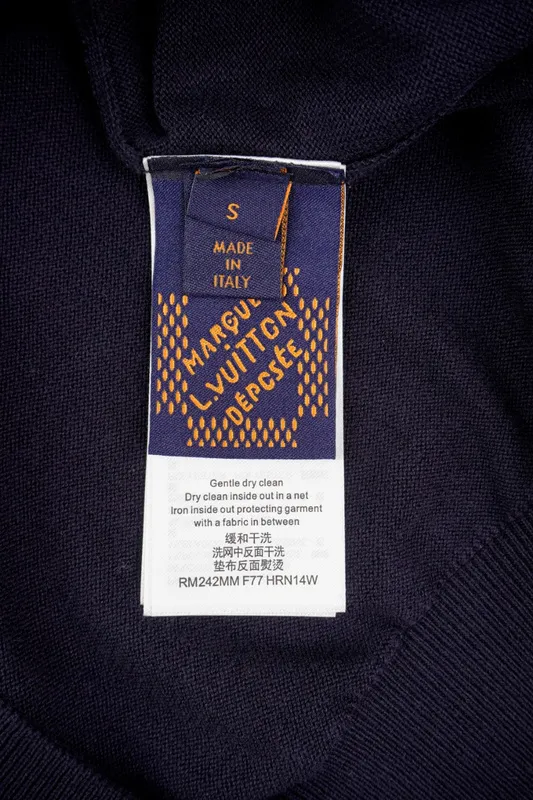 S
MADE
IN
ITALY
MARQUE
L.VUITTON
DÉPOSÉE
Gentle dry clean
Dry clean inside out in a net
Iron inside out protecting garment
with a fabric in between
缓和干洗
洗网中反面干洗
垫布反面熨烫
RM242MM F77 HRN14W